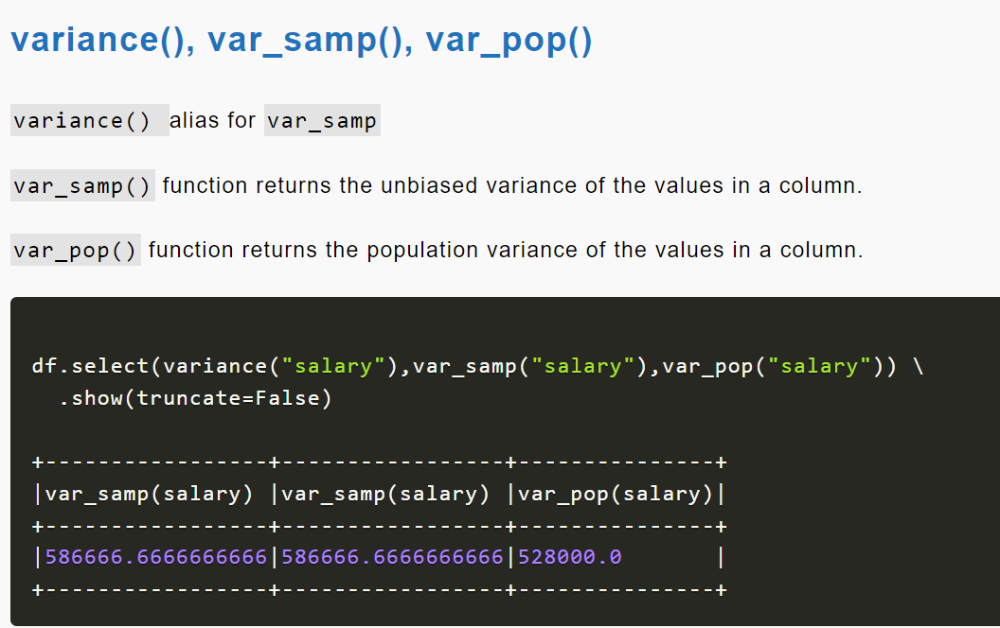 variance(), var_samp(), var_pop()
variance() alias for var_samp
var_samp() function returns the unbiased variance of the values in a column.
var_pop() function returns the population variance of the values in a column.
df.select(variance("salary"),var_samp("salary"),var_pop("salary")) \
  .show(truncate=False)
+-----------------+-----------------+---------------+
|var_samp(salary) |var_samp(salary) |var_pop(salary)|
+-----------------+-----------------+---------------+
|586666.6666666666|586666.6666666666|528000.0       |
+-----------------+-----------------+---------------+